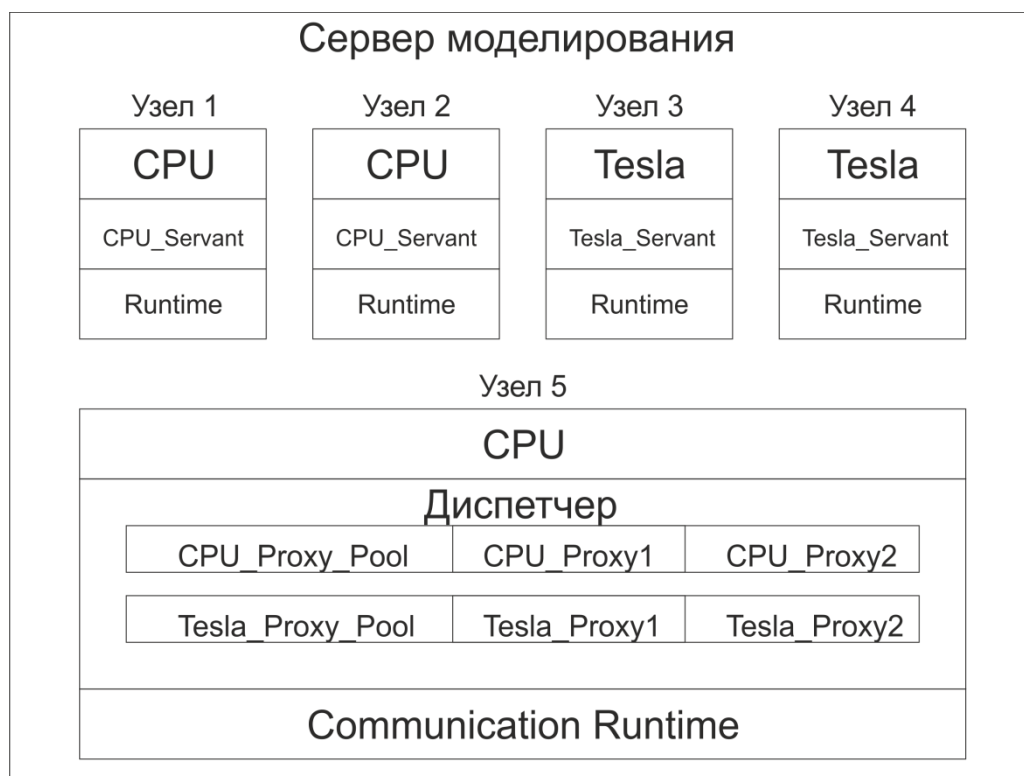 Сервер моделирования
Узел 1 Узел 2 Узел 3 Узел 4
CPU CPU Tesla Tesla
CPU_Servant CPU_Servant Tesla_Servant Tesla_Servant
Runtime Runtime Runtime Runtime
Узел 5
CPU
Диспетчер
CPU_Proxy_Pool CPU_Proxy1 CPU_Proxy2
Tesla_Proxy_Pool Tesla_Proxy1 Tesla_Proxy2
Communication Runtime